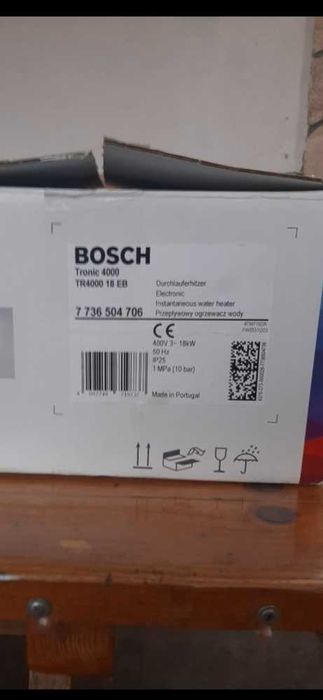 BOSCH
Tronic 4000
TR4000 18 EB
7 736 504 706
Durchlauferhitzer
Electronic
Instantaneous water heater
Przepływowy ogrzewacz wody
CE
400V 3~ 18kW
50 Hz
IP25
1 MPa (10 bar)
Made in Portugal